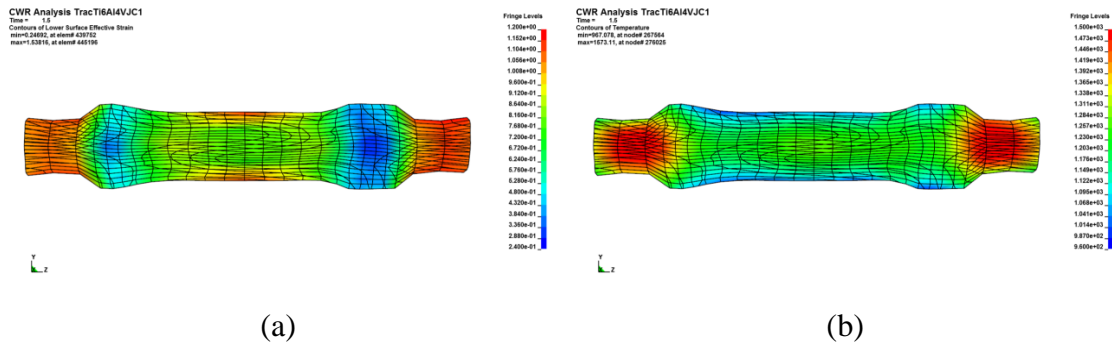 CWR Analysis TracTi6Al4VJC1
Time = 1.5
Contours of Lower Surface Effective Strain
min=0.24692, at elem# 439752
max=1.53816, at elem# 445196
Fringe Levels
1.200e+00
1.152e+00
1.104e+00
1.056e+00
1.008e+00
9.600e-01
9.120e-01
8.640e-01
8.160e-01
7.680e-01
7.200e-01
6.720e-01
6.240e-01
5.760e-01
5.280e-01
4.800e-01
4.320e-01
3.840e-01
3.360e-01
2.880e-01
2.400e-01
Y
Z
(a)
CWR Analysis TracTi6Al4VJC1
Time = 1.5
Contours of Temperature
min=967.078, at node# 267564
max=1573.11, at node# 276025
Fringe Levels
1.500e+03
1.473e+03
1.446e+03
1.419e+03
1.392e+03
1.365e+03
1.338e+03
1.311e+03
1.284e+03
1.257e+03
1.230e+03
1.203e+03
1.176e+03
1.149e+03
1.122e+03
1.095e+03
1.068e+03
1.041e+03
1.014e+03
9.870e+02
9.600e+02
Y
Z
(b)